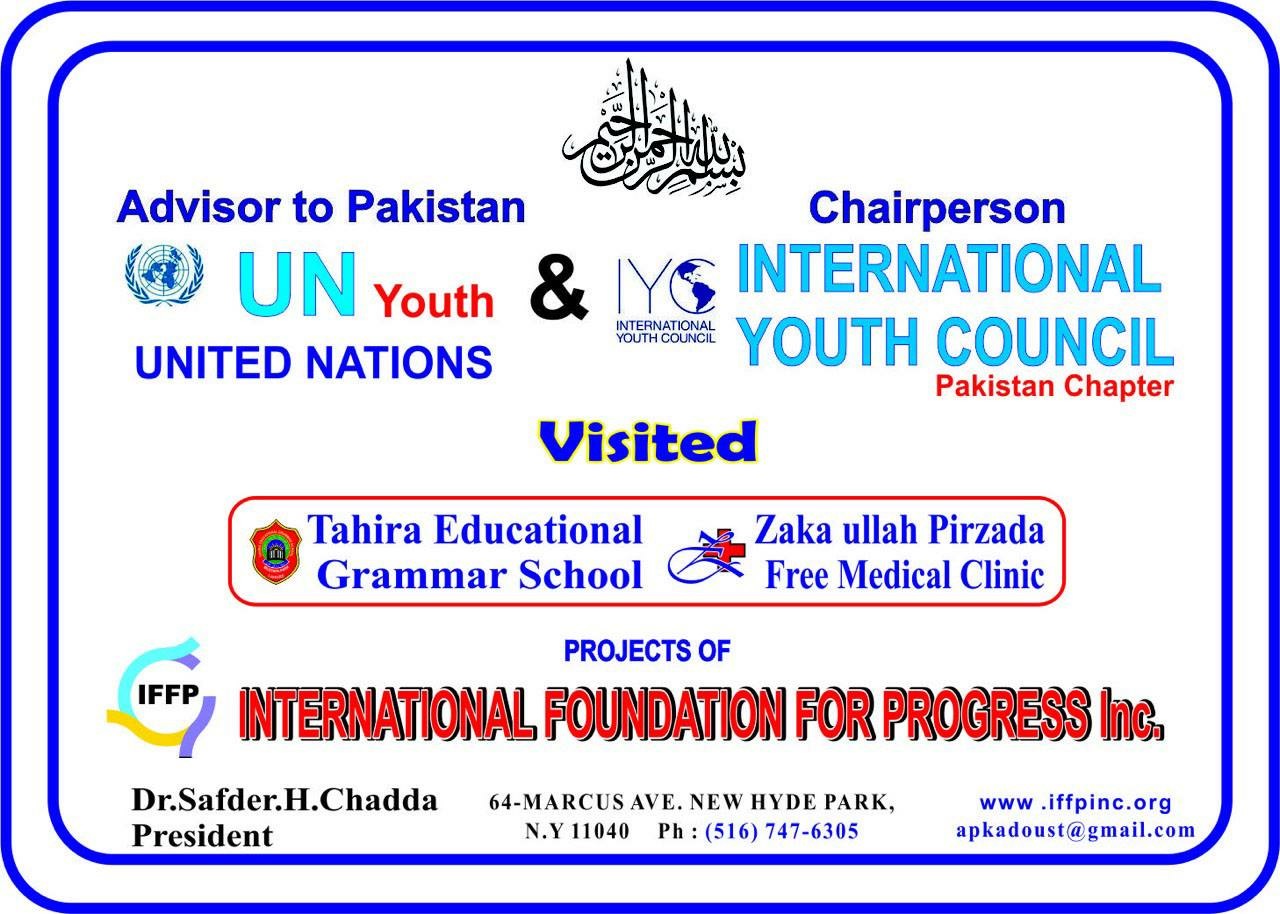 بسم الله الرحمن الرحيم
Advisor to Pakistan
UN Youth
UNITED NATIONS
&
IYC
INTERNATIONAL
YOUTH COUNCIL
Chairperson
INTERNATIONAL
YOUTH COUNCIL
Pakistan Chapter
Visited
Tahira Educational
Grammar School
Zaka ullah Pirzada
Free Medical Clinic
PROJECTS OF
IFFP
INTERNATIONAL FOUNDATION FOR PROGRESS Inc.
Dr.Safder.H.Chadda
President
64-MARCUS AVE. NEW HYDE PARK,
N.Y 11040 Ph : (516) 747-6305
www .iffpinc.org
apkadoust@gmail.com